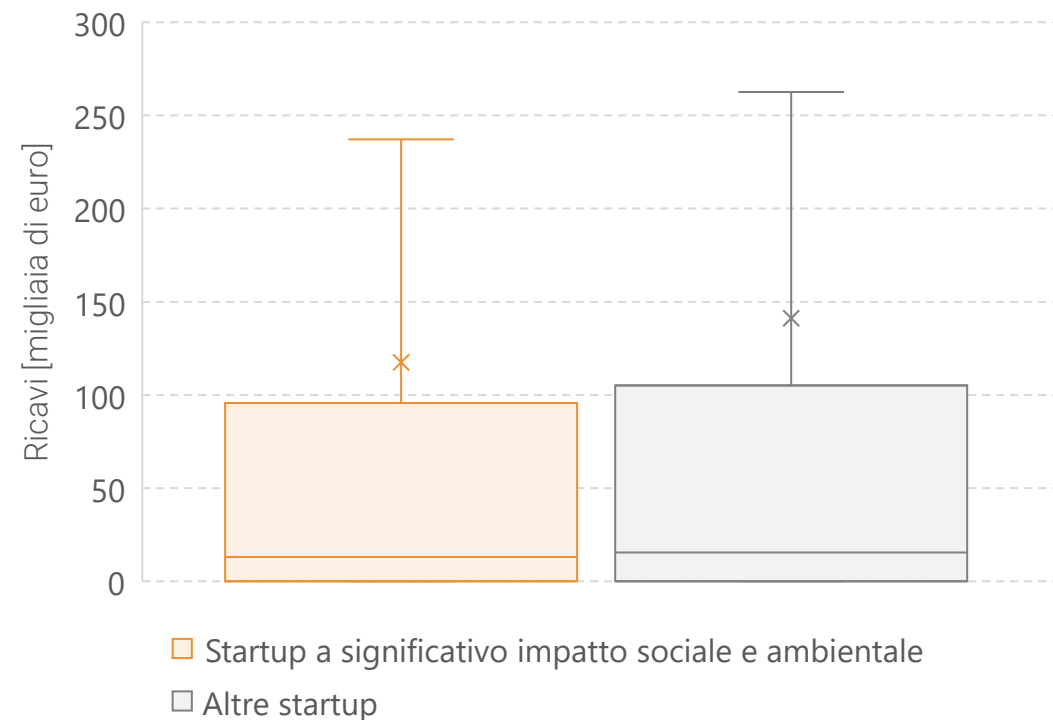 300
250
200
150
100
50
0
Ricavi [migliaia di euro]
Startup a significativo impatto sociale e ambientale
Altre startup